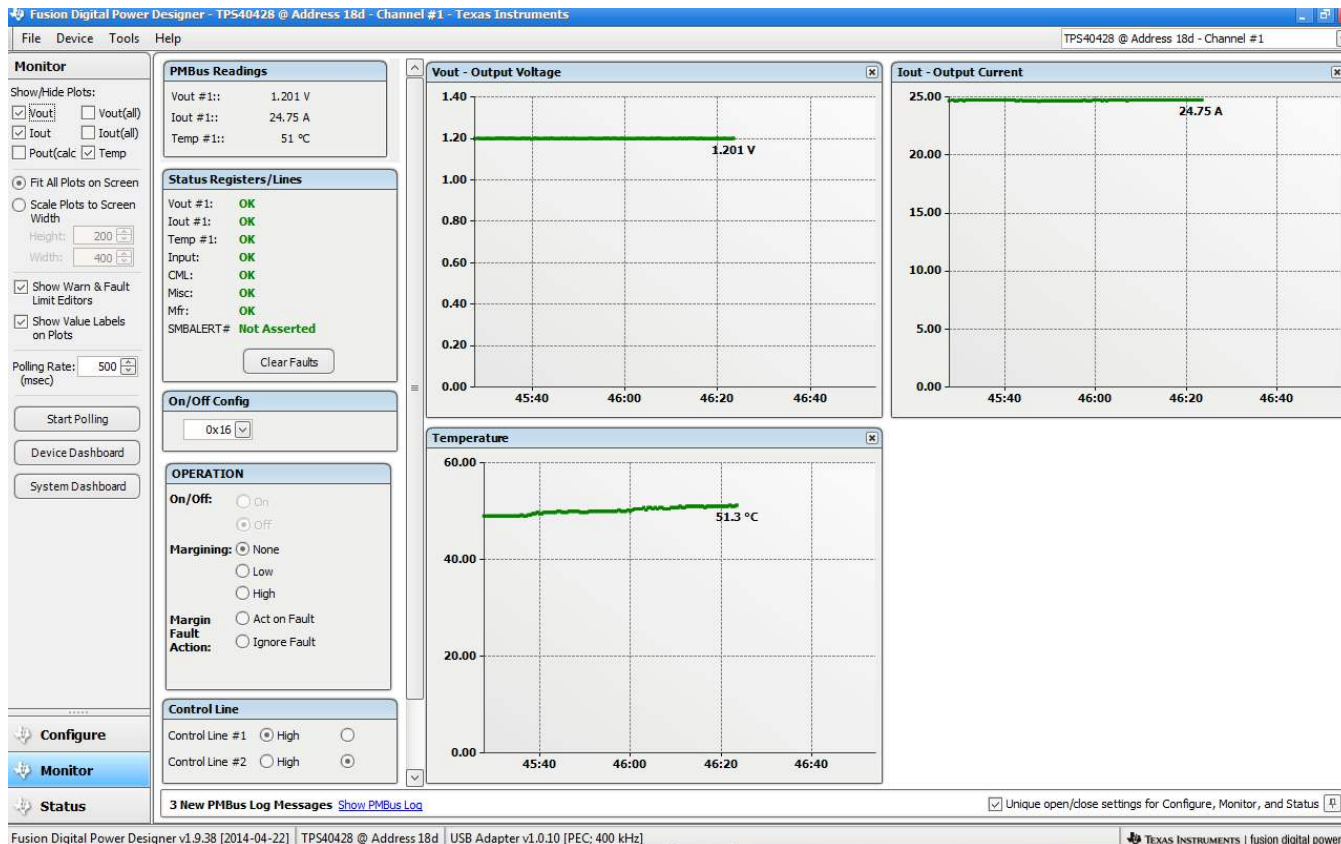 Fusion Digital Power Designer - TPS40428 @ Address 18d - Channel #1 - Texas Instruments
File Device Tools Help
TPS40428 @ Address 18d - Channel #1
Monitor
Show/Hide Plots:
Vout Vout(all)
Iout Iout(all)
Pout(calc Temp
Fit All Plots on Screen
Scale Plots to Screen
Width
Height: 200
Width: 400
Show Warn & Fault
Limit Editors
Show Value Labels
on Plots
Polling Rate: 500
(msec)
Start Polling
Device Dashboard
System Dashboard
Configure
Monitor
Status
PMBus Readings
Vout #1:: 1.201 V
Iout #1:: 24.75 A
Temp #1:: 51 °C
Status Registers/Lines
Vout #1: OK
Iout #1: OK
Temp #1: OK
Input: OK
CML: OK
Misc: OK
Mfr: OK
SMBALERT# Not Asserted
Clear Faults
On/Off Config
0x16
OPERATION
On/Off: On
Off
Margining: None
Low
High
Margin Act on Fault
Fault
Action: Ignore Fault
Control Line
Control Line #1 High
Control Line #2 High
Vout - Output Voltage
1.40
1.20
1.201 V
1.00
0.80
0.60
0.40
0.20
0.00
45:40 46:00 46:20 46:40
Iout - Output Current
25.00
24.75 A
20.00
15.00
10.00
5.00
0.00
45:40 46:00 46:20 46:40
Temperature
60.00
51.3 °C
40.00
20.00
0.00
45:40 46:00 46:20 46:40
3 New PMBus Log Messages Show PMBus Log
Unique open/close settings for Configure, Monitor, and Status
Fusion Digital Power Designer v1.9.38 [2014-04-22] TPS40428 @ Address 18d USB Adapter v1.0.10 [PEC; 400 kHz]
TEXAS INSTRUMENTS | fusion digital power